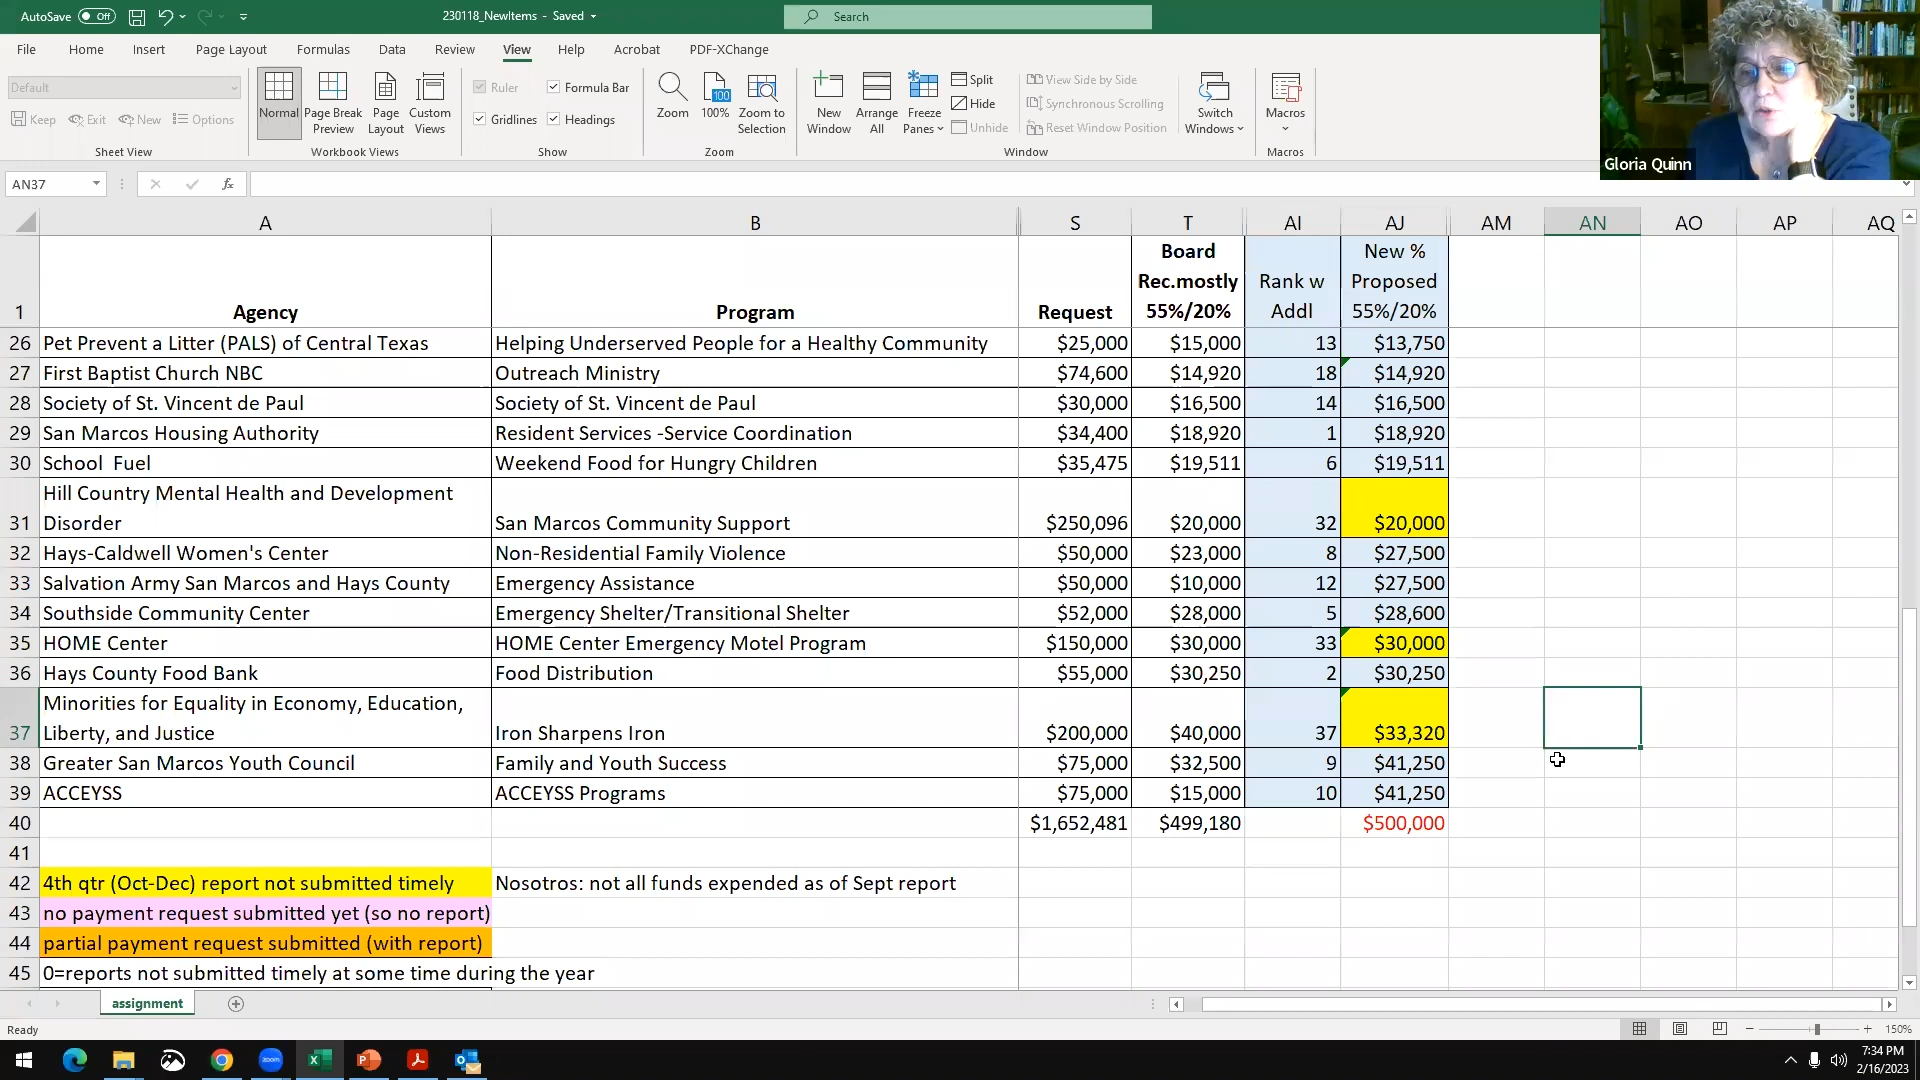 AutoSave Off 230118_NewItems - Saved Search
File Home Insert Page Layout Formulas Data Review View Help Acrobat PDF-XChange
Default
Keep Exit New Options
Sheet View
Normal Page Break Preview Page Layout Custom Views
Workbook Views
Ruler Formula Bar
Gridlines Headings
Show
Zoom 100% Zoom to Selection
Zoom
New Window Arrange All Freeze Panes
Split
Hide
Unhide
View Side by Side
Synchronous Scrolling
Reset Window Position
Switch Windows
Window
Macros
Macros
Gloria Quinn
AN37 fx
A B S T AI AJ AM AN AO AP AQ
1 Agency Program Request Board Rec.mostly 55%/20% Rank w Addl New % Proposed 55%/20%
26 Pet Prevent a Litter (PALS) of Central Texas Helping Underserved People for a Healthy Community $25,000 $15,000 13 $13,750
27 First Baptist Church NBC Outreach Ministry $74,600 $14,920 18 $14,920
28 Society of St. Vincent de Paul Society of St. Vincent de Paul $30,000 $16,500 14 $16,500
29 San Marcos Housing Authority Resident Services -Service Coordination $34,400 $18,920 1 $18,920
30 School Fuel Weekend Food for Hungry Children $35,475 $19,511 6 $19,511
Hill Country Mental Health and Development
31 Disorder San Marcos Community Support $250,096 $20,000 32 $20,000
32 Hays-Caldwell Women's Center Non-Residential Family Violence $50,000 $23,000 8 $27,500
33 Salvation Army San Marcos and Hays County Emergency Assistance $50,000 $10,000 12 $27,500
34 Southside Community Center Emergency Shelter/Transitional Shelter $52,000 $28,000 5 $28,600
35 HOME Center HOME Center Emergency Motel Program $150,000 $30,000 33 $30,000
36 Hays County Food Bank Food Distribution $55,000 $30,250 2 $30,250
Minorities for Equality in Economy, Education,
37 Liberty, and Justice Iron Sharpens Iron $200,000 $40,000 37 $33,320
38 Greater San Marcos Youth Council Family and Youth Success $75,000 $32,500 9 $41,250
39 ACCEYSS ACCEYSS Programs $75,000 $15,000 10 $41,250
40 $1,652,481 $499,180 $500,000
41
42 4th qtr (Oct-Dec) report not submitted timely Nosotros: not all funds expended as of Sept report
43 no payment request submitted yet (so no report)
44 partial payment request submitted (with report)
45 0=reports not submitted timely at some time during the year
assignment
Ready 150%
zoom
7:34 PM
2/16/2023